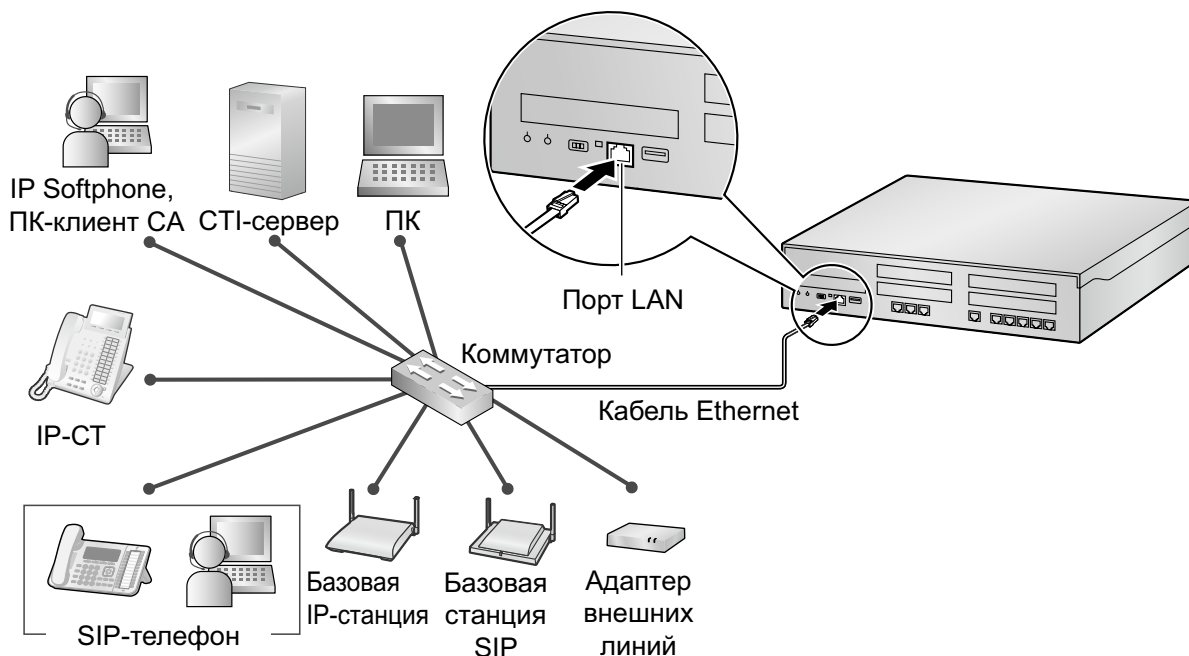 IP Softphone,
ПК-клиент CA
CTI-сервер
ПК
Порт LAN
Коммутатор
Кабель Ethernet
IP-СТ
SIP-телефон
Базовая
IP-станция
Базовая
станция
SIP
Адаптер
внешних
линий